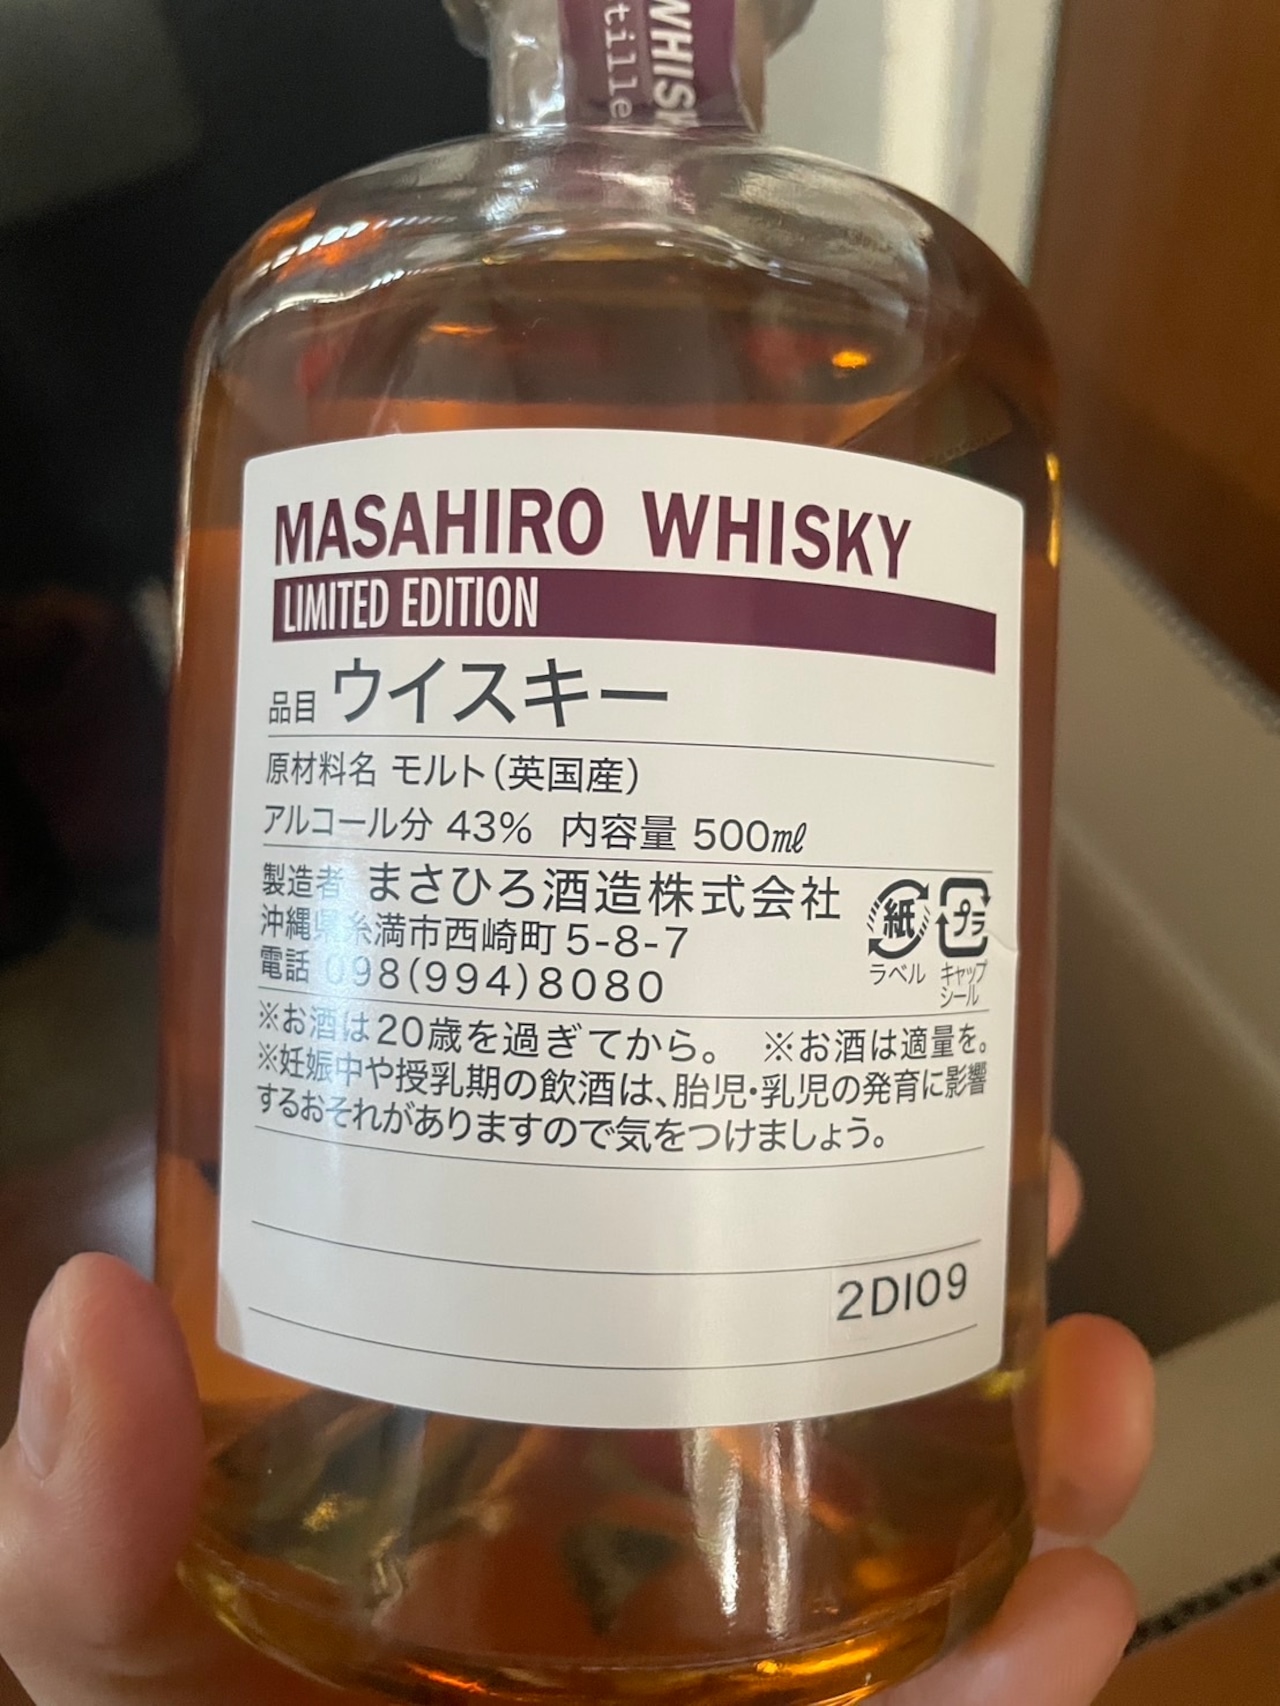 WHISKY
tille
MASAHIRO WHISKY
LIMITED EDITION
品目 ウイスキー
原材料名 モルト(英国産)
アルコール分 43% 内容量 500㎖
製造者 まさひろ酒造株式会社
沖縄県糸満市西崎町5-8-7
電話 098(994)8080
紙
ラベル
プラ
キャップ
シール
※お酒は20歳を過ぎてから。 ※お酒は適量を。
※妊娠中や授乳期の飲酒は、胎児・乳児の発育に影響
するおそれがありますので気をつけましょう。
2DI09